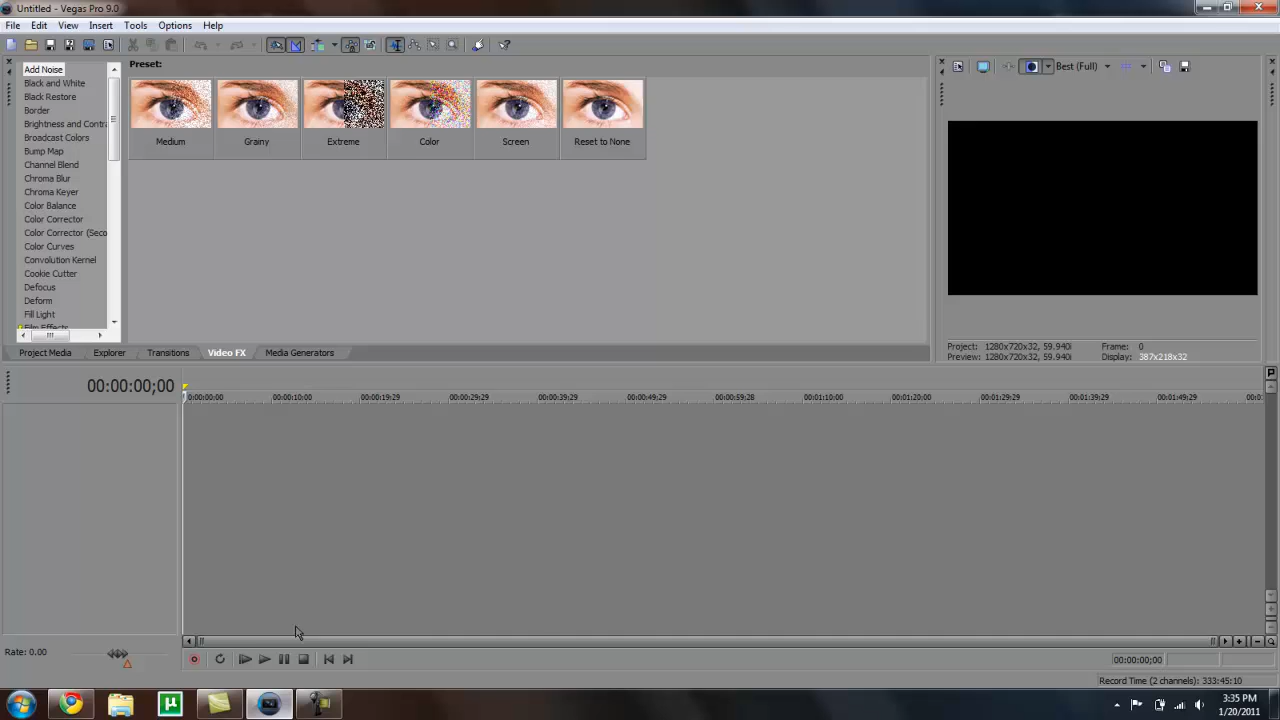 Untitled - Vegas Pro 9.0
File Edit View Insert Tools Options Help
Best (Full)
Preset:
Add Noise
Black and White
Black Restore
Border
Brightness and Contra
Broadcast Colors
Bump Map
Channel Blend
Chroma Blur
Chroma Keyer
Color Balance
Color Corrector
Color Corrector (Seco
Color Curves
Convolution Kernel
Cookie Cutter
Defocus
Deform
Fill Light
Film Effects
Medium Grainy Extreme Color Screen Reset to None
Project: 1280x720x32, 59.940i Frame: 0
Preview: 1280x720x32, 59.940i Display: 387x218x32
Project Media Explorer Transitions Video FX Media Generators
00:00:00;00
0:00:00:00 00:00:10:00 00:00:19:29 00:00:29:29 00:00:39:29 00:00:49:29 00:00:59:28 00:01:10:00 00:01:20:00 00:01:29:29 00:01:39:29 00:01:49:29
Rate: 0.00
00:00:00;00
Record Time (2 channels): 333:45:10
3:35 PM
1/20/2011